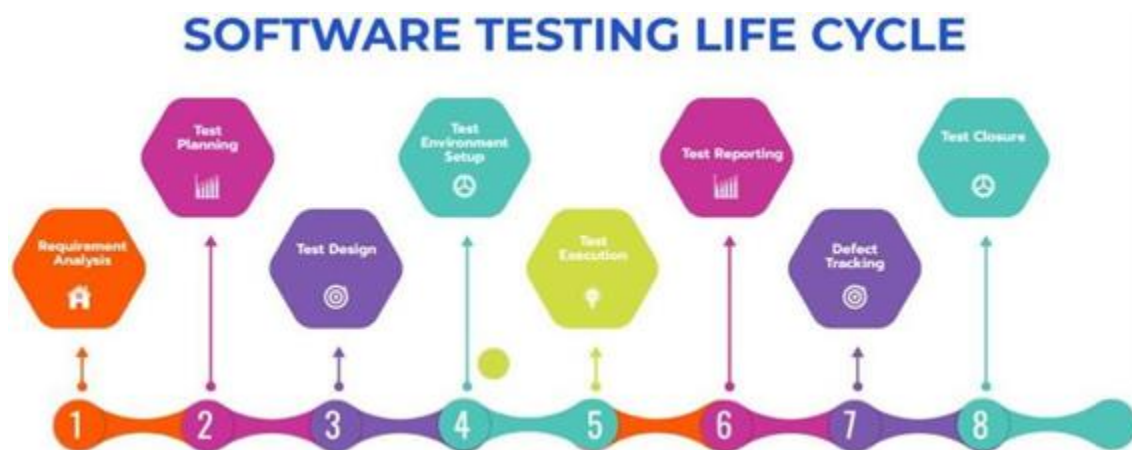 SOFTWARE TESTING LIFE CYCLE
Requirement
Analysis
Test
Planning
Test Design
Test
Environment
Setup
Test
Execution
Test Reporting
Defect
Tracking
Test Closure
1
2
3
4
5
6
7
8